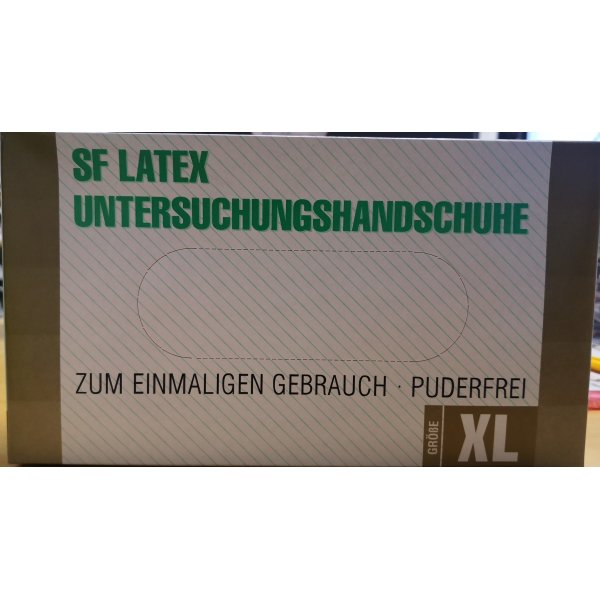 SF LATEX
UNTERSUCHUNGSHANDSCHUHE
ZUM EINMALIGEN GEBRAUCH · PUDERFREI
GRÖßE XL